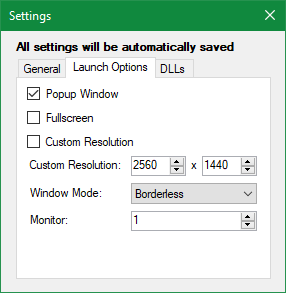 Settings
All settings will be automatically saved
General Launch Options DLLs
Popup Window
Fullscreen
Custom Resolution
Custom Resolution: 2560 x 1440
Window Mode: Borderless
Monitor: 1